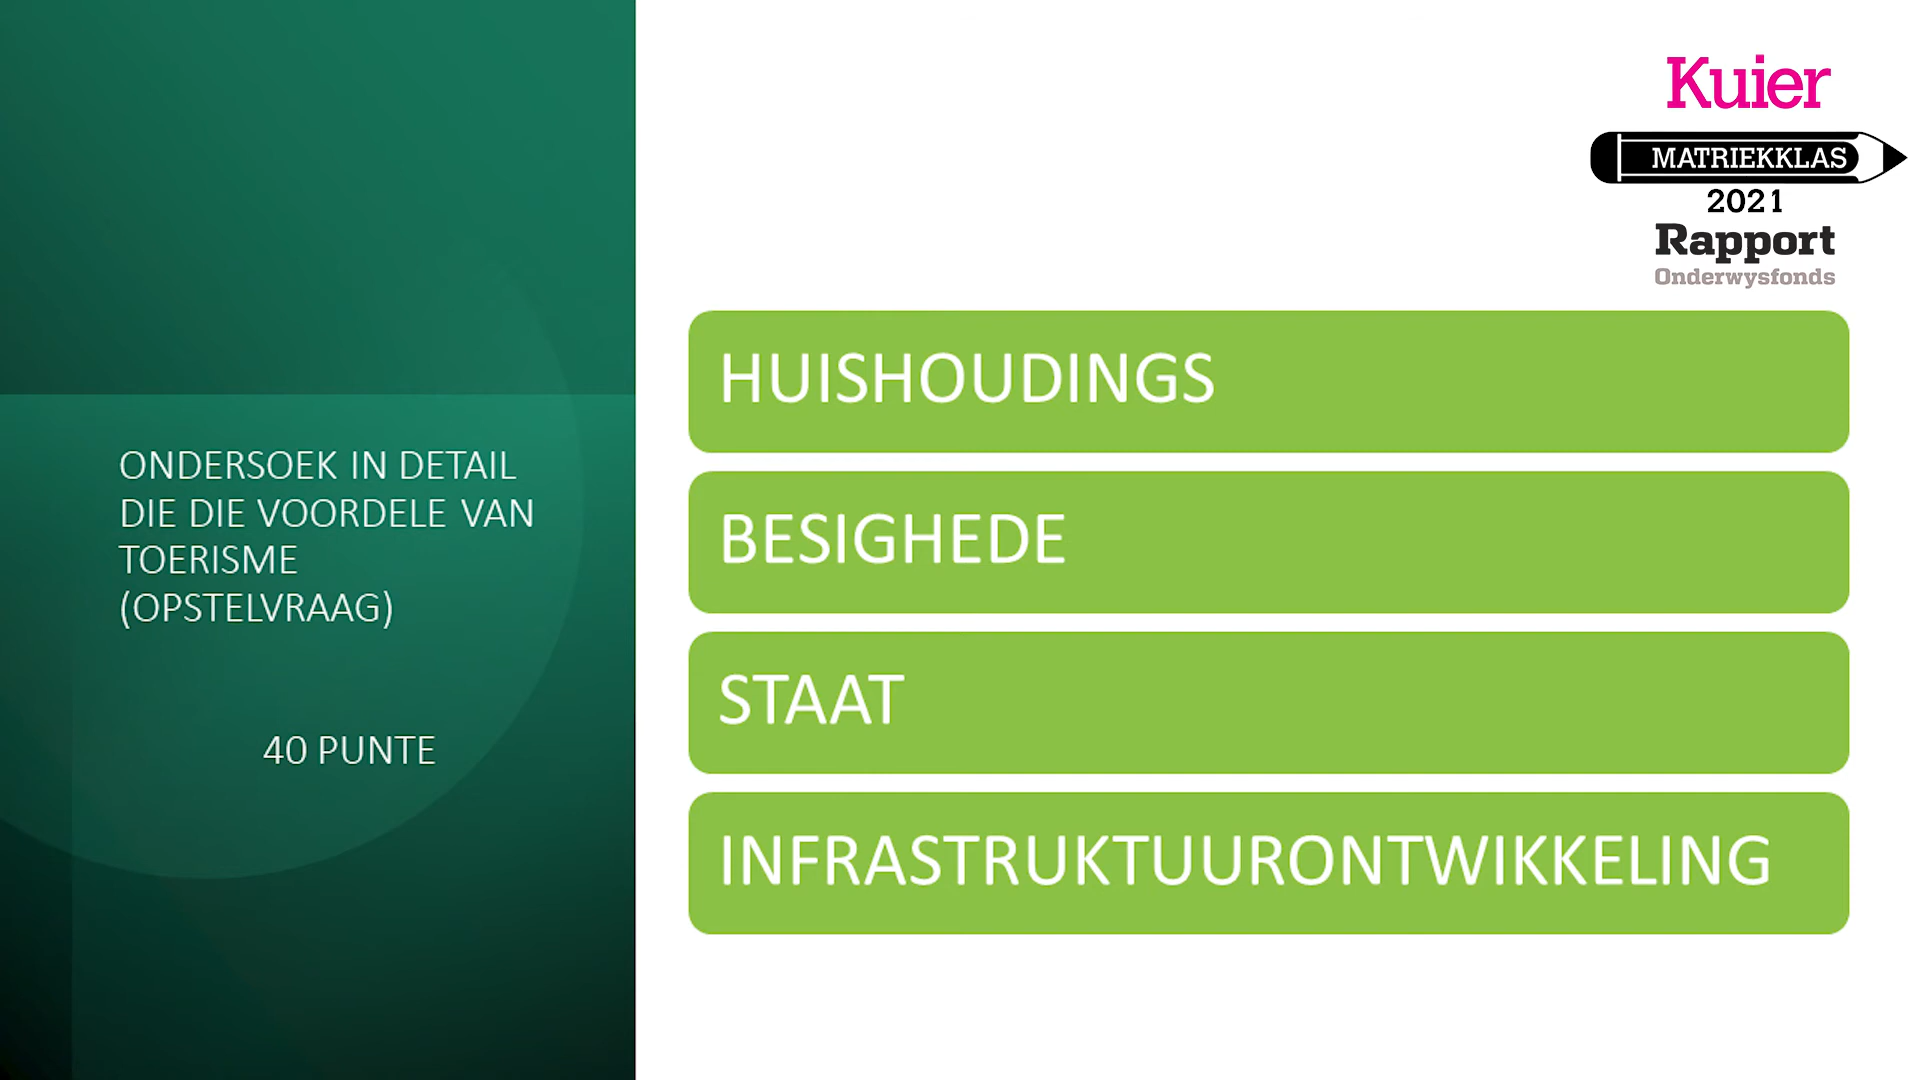 Kuier
MATRIEKKLAS
2021
Rapport
Onderwysfonds
ONDERSOEK IN DETAIL
DIE DIE VOORDELE VAN
TOERISME
(OPSTELVRAAG)
40 PUNTE
HUISHOUDINGS
BESIGHEDE
STAAT
INFRASTRUKTUURONTWIKKELING